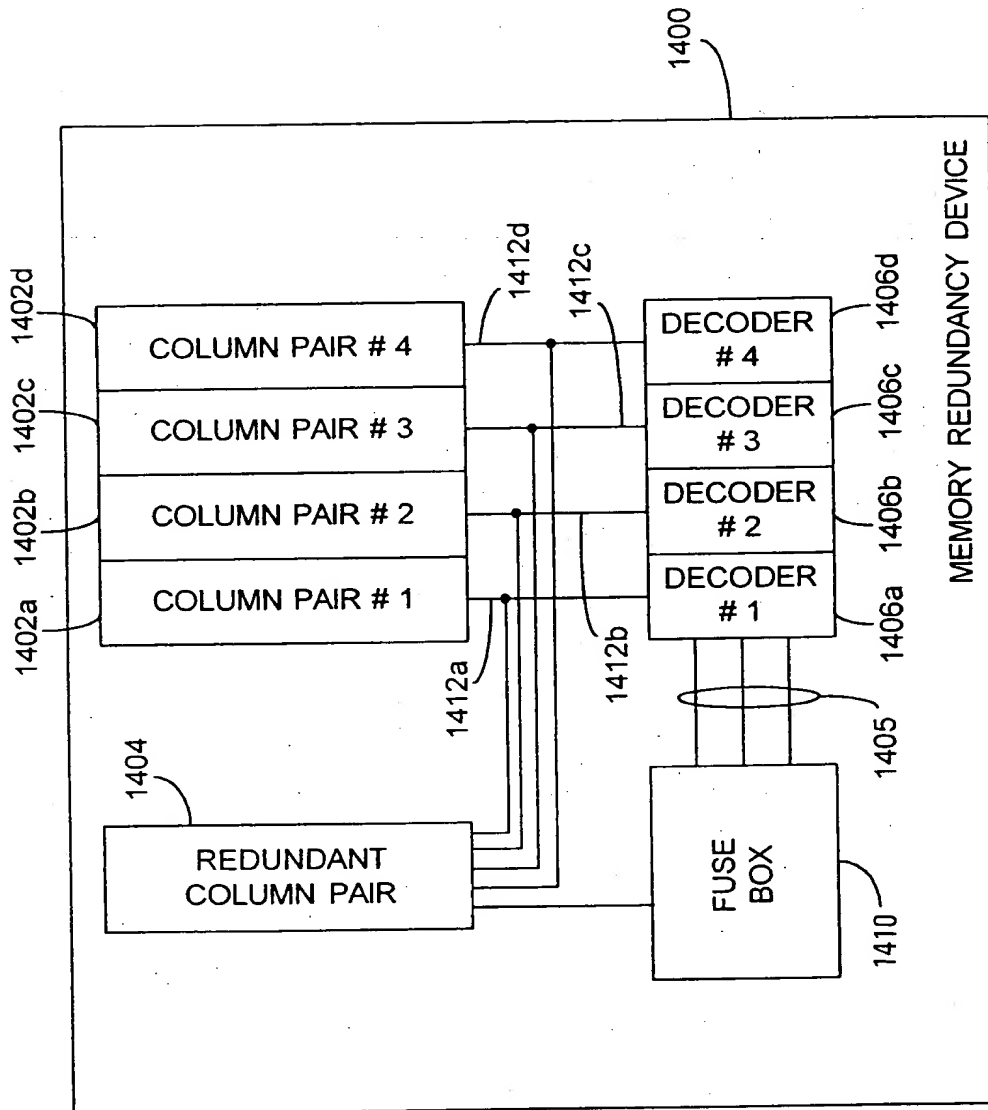 1400
1402a
1402b
1402c
1402d
COLUMN PAIR # 4
COLUMN PAIR # 3
COLUMN PAIR # 2
COLUMN PAIR # 1
1404
REDUNDANT
COLUMN PAIR
1412a
1412b
1412c
1412d
DECODER
# 4
DECODER
# 3
DECODER
# 2
DECODER
# 1
1406a
1406b
1406c
1406d
1405
FUSE
BOX
1410
MEMORY REDUNDANCY DEVICE